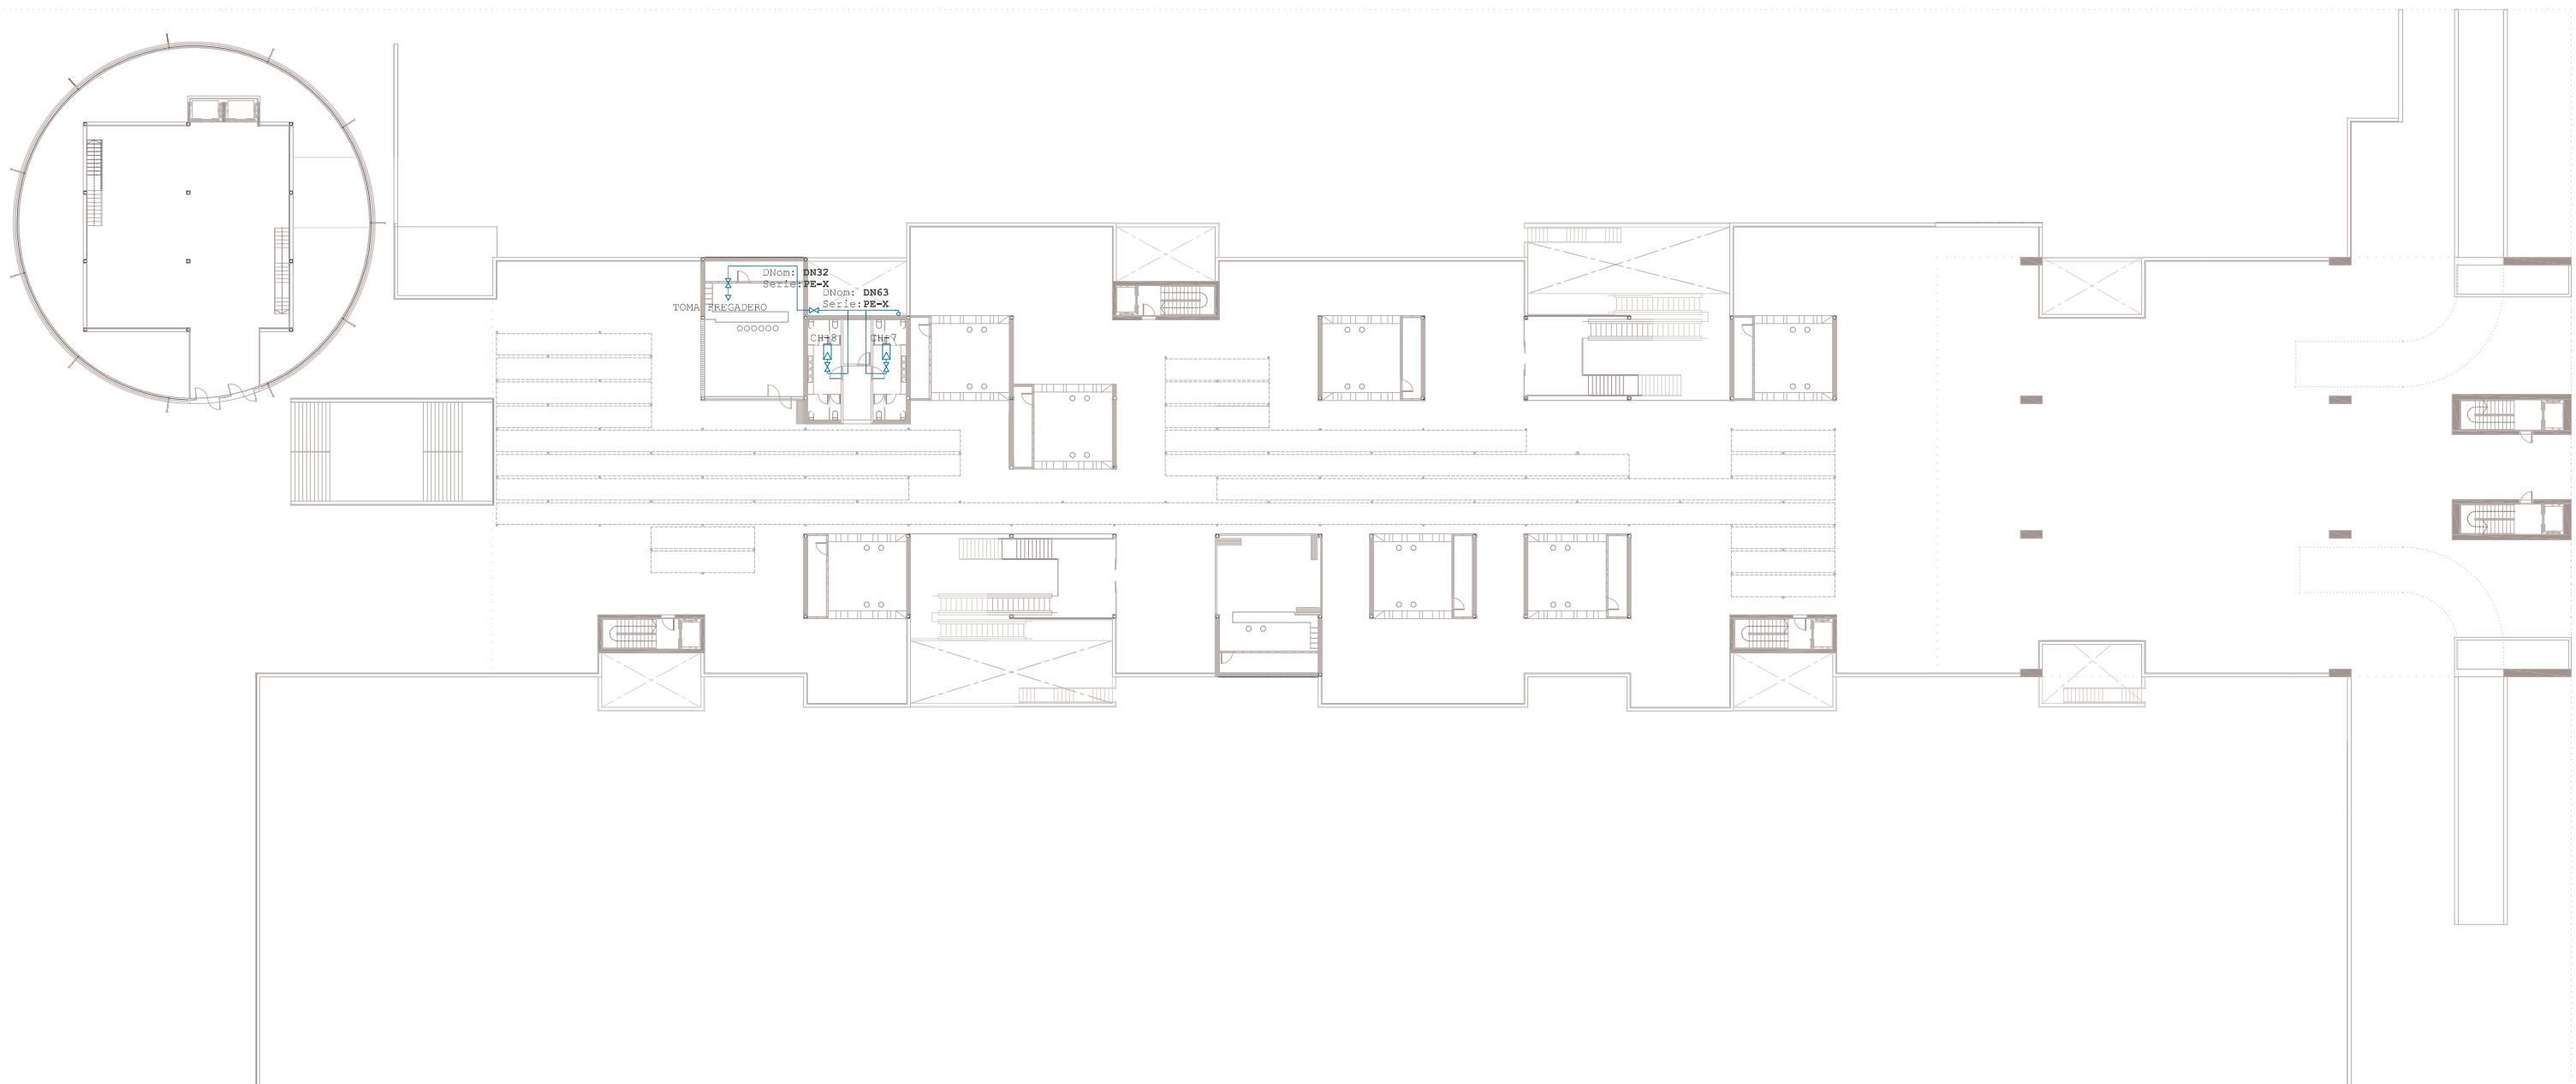 DNom: DN32
Serie:PE-X
DNom: DN63
Serie:PE-X
TOMA FREGADERO
CH+8
CH+7